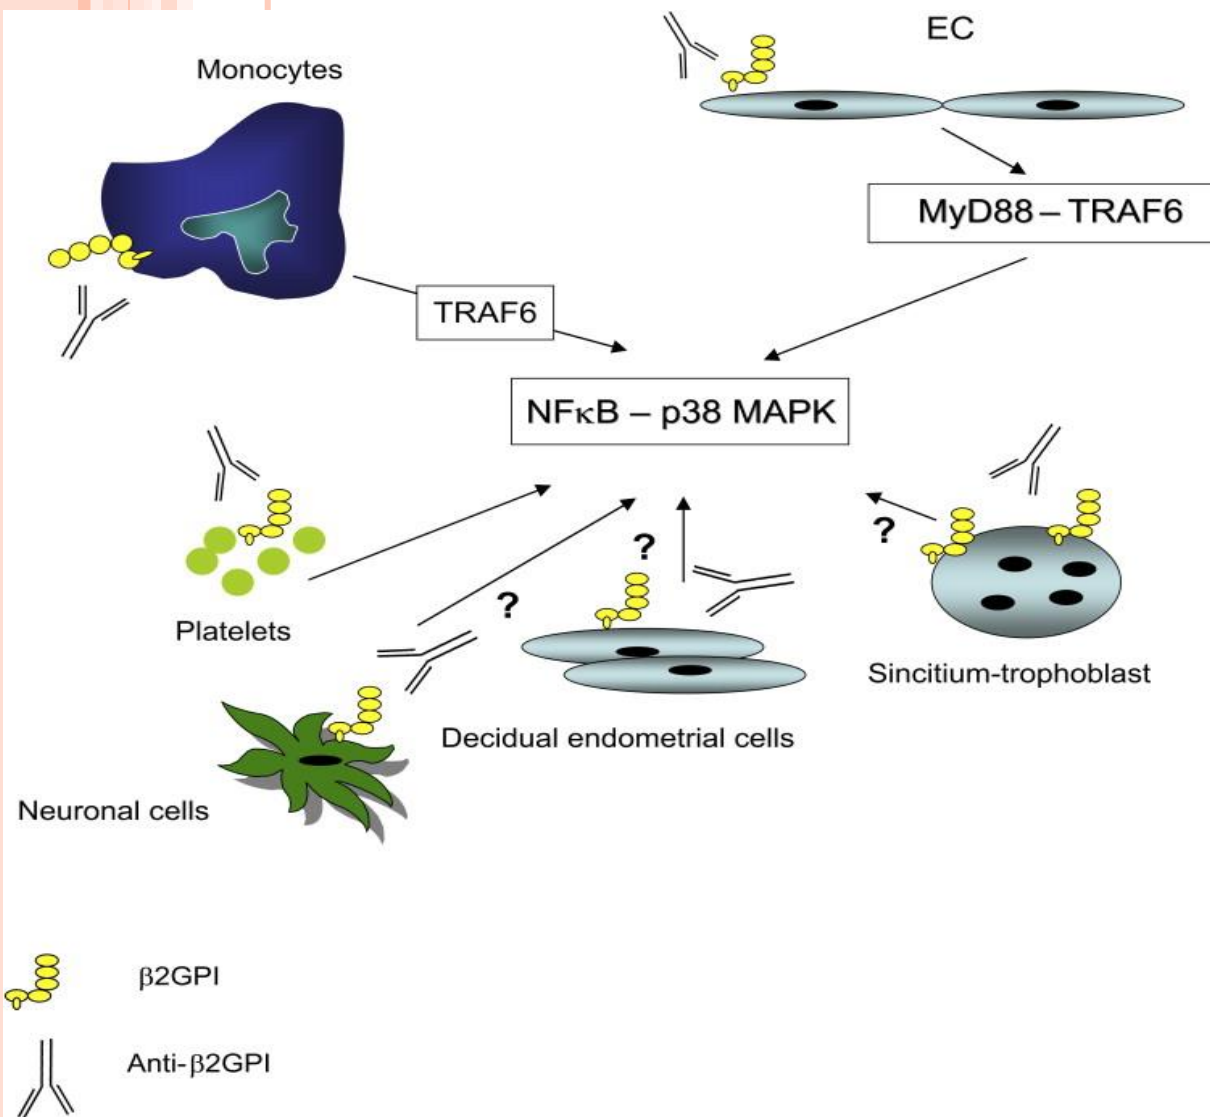 EC
Monocytes
MyD88 – TRAF6
TRAF6
NFκB – p38 MAPK
?
?
?
Platelets
Sincitium-trophoblast
Decidual endometrial cells
Neuronal cells
β2GPI
Anti-β2GPI